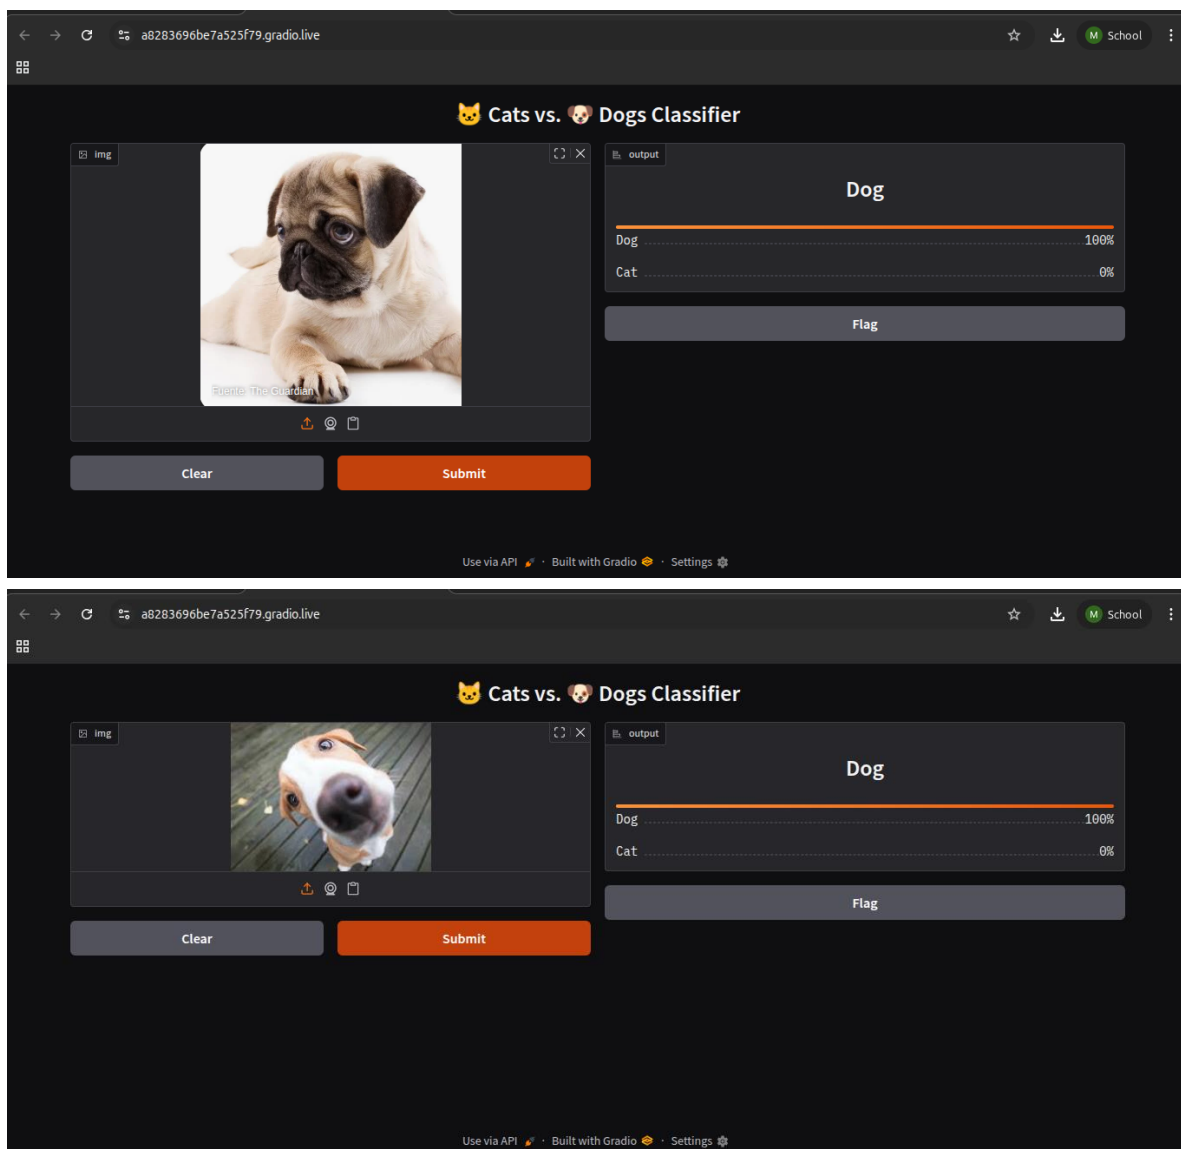 a8283696be7a525f79.gradio.live
M School
🐱 Cats vs. 🐶 Dogs Classifier
img
output
Dog
Dog 100%
Cat 0%
Flag
Fuente: The Guardian
Clear
Submit
Use via API 🚀 · Built with Gradio · Settings ⚙️
a8283696be7a525f79.gradio.live
M School
🐱 Cats vs. 🐶 Dogs Classifier
img
output
Dog
Dog 100%
Cat 0%
Flag
Clear
Submit
Use via API 🚀 · Built with Gradio · Settings ⚙️